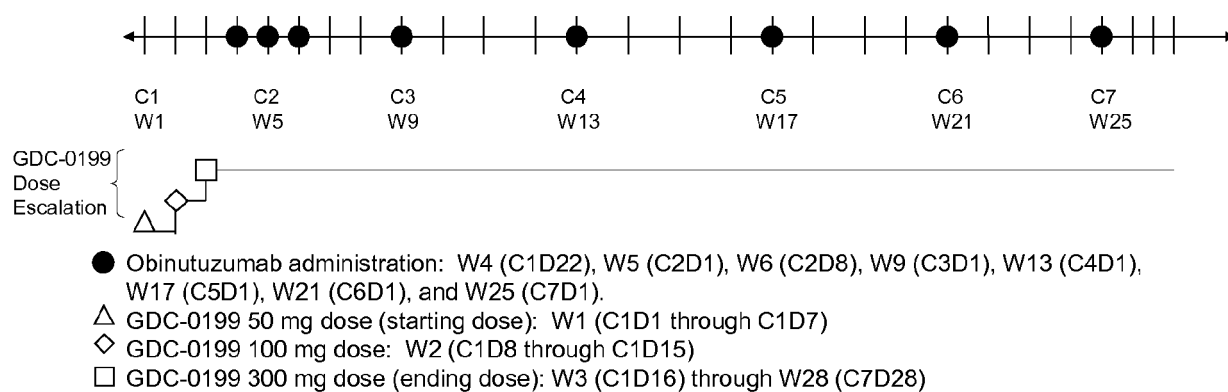 C1 C2 C3 C4 C5 C6 C7
W1 W5 W9 W13 W17 W21 W25
GDC-0199
Dose
Escalation
Obinutuzumab administration: W4 (C1D22), W5 (C2D1), W6 (C2D8), W9 (C3D1), W13 (C4D1),
W17 (C5D1), W21 (C6D1), and W25 (C7D1).
GDC-0199 50 mg dose (starting dose): W1 (C1D1 through C1D7)
GDC-0199 100 mg dose: W2 (C1D8 through C1D15)
GDC-0199 300 mg dose (ending dose): W3 (C1D16) through W28 (C7D28)